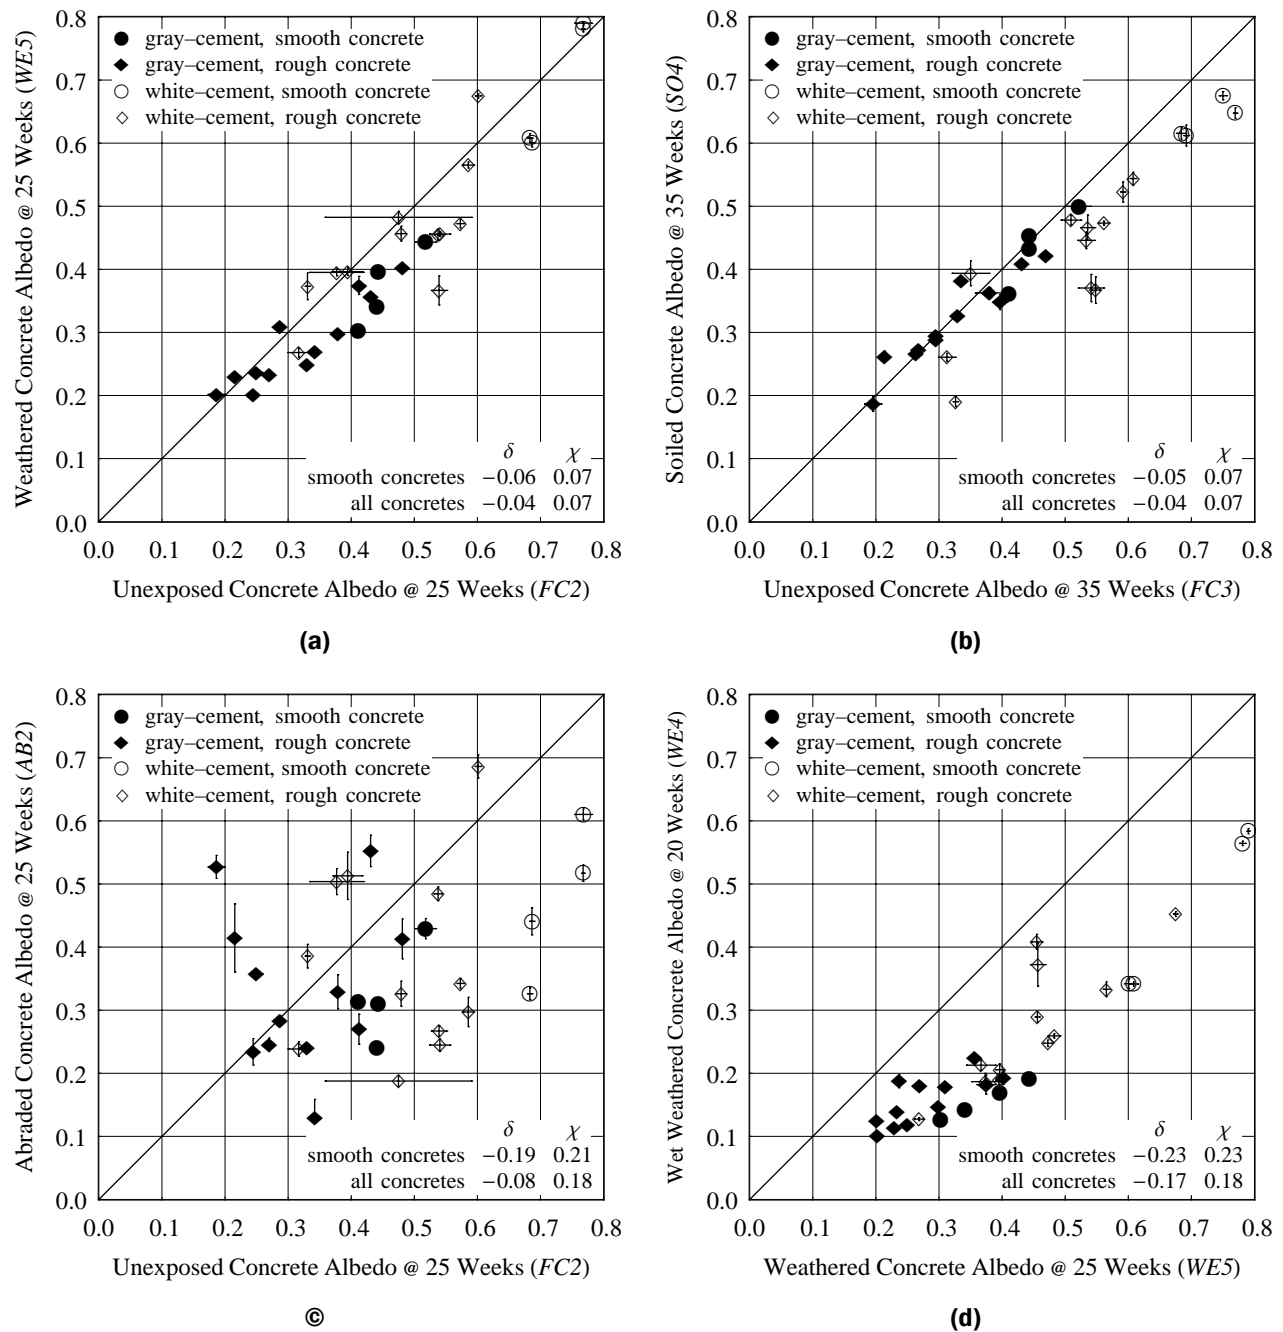 Weathered Concrete Albedo @ 25 Weeks (WE5)
0.8
0.7
0.6
0.5
0.4
0.3
0.2
0.1
0.0
gray–cement, smooth concrete
gray–cement, rough concrete
white–cement, smooth concrete
white–cement, rough concrete
δ χ
smooth concretes −0.06 0.07
all concretes −0.04 0.07
0.0 0.1 0.2 0.3 0.4 0.5 0.6 0.7 0.8
Unexposed Concrete Albedo @ 25 Weeks (FC2)
(a)
Soiled Concrete Albedo @ 35 Weeks (SO4)
0.8
0.7
0.6
0.5
0.4
0.3
0.2
0.1
0.0
gray–cement, smooth concrete
gray–cement, rough concrete
white–cement, smooth concrete
white–cement, rough concrete
δ χ
smooth concretes −0.05 0.07
all concretes −0.04 0.07
0.0 0.1 0.2 0.3 0.4 0.5 0.6 0.7 0.8
Unexposed Concrete Albedo @ 35 Weeks (FC3)
(b)
Abraded Concrete Albedo @ 25 Weeks (AB2)
0.8
0.7
0.6
0.5
0.4
0.3
0.2
0.1
0.0
gray–cement, smooth concrete
gray–cement, rough concrete
white–cement, smooth concrete
white–cement, rough concrete
δ χ
smooth concretes −0.19 0.21
all concretes −0.08 0.18
0.0 0.1 0.2 0.3 0.4 0.5 0.6 0.7 0.8
Unexposed Concrete Albedo @ 25 Weeks (FC2)
©
Wet Weathered Concrete Albedo @ 20 Weeks (WE4)
0.8
0.7
0.6
0.5
0.4
0.3
0.2
0.1
0.0
gray–cement, smooth concrete
gray–cement, rough concrete
white–cement, smooth concrete
white–cement, rough concrete
δ χ
smooth concretes −0.23 0.23
all concretes −0.17 0.18
0.0 0.1 0.2 0.3 0.4 0.5 0.6 0.7 0.8
Weathered Concrete Albedo @ 25 Weeks (WE5)
(d)